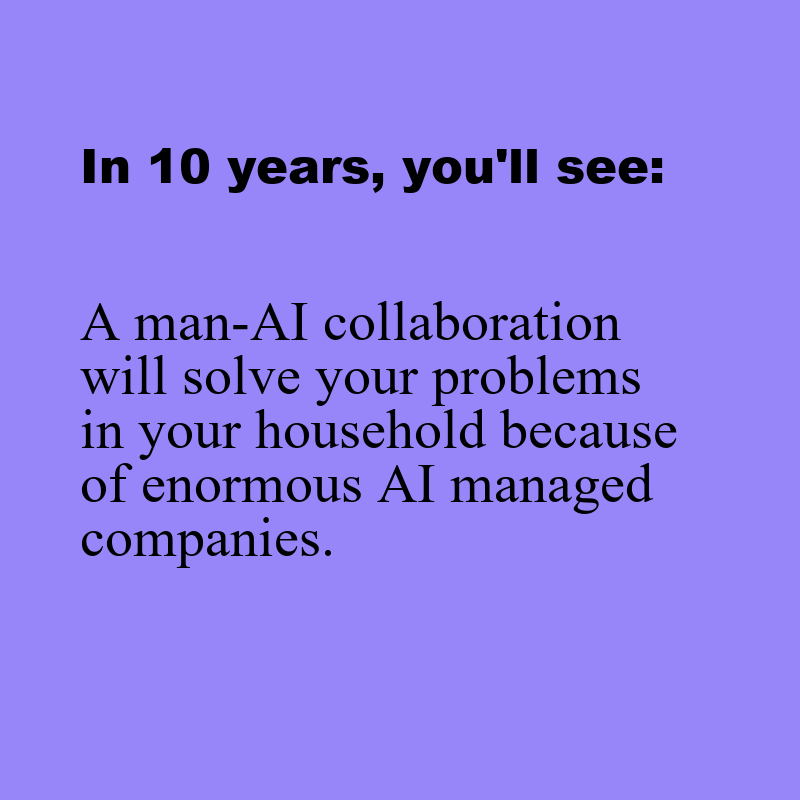 In 10 years, you'll see:
A man-AI collaboration
will solve your problems
in your household because
of enormous AI managed
companies.